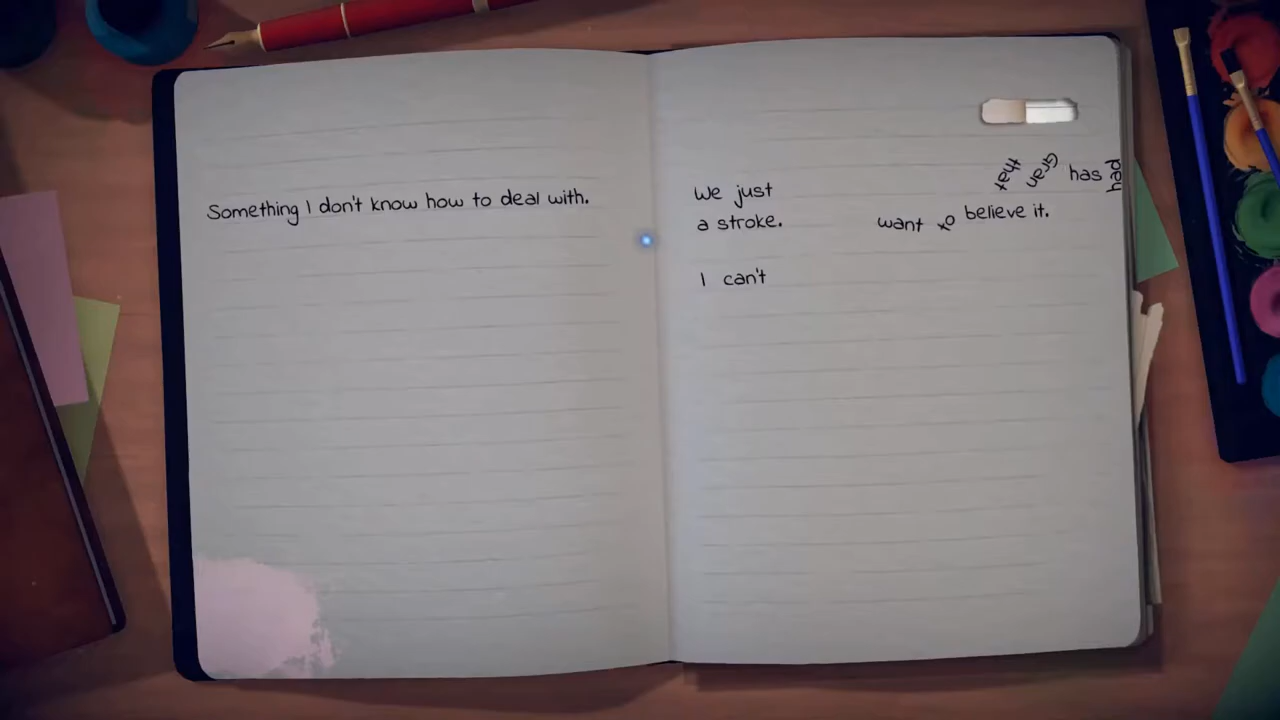 Something I don't know how to deal with.
We just
that Gran has had
a stroke.
want to believe it.
I can't